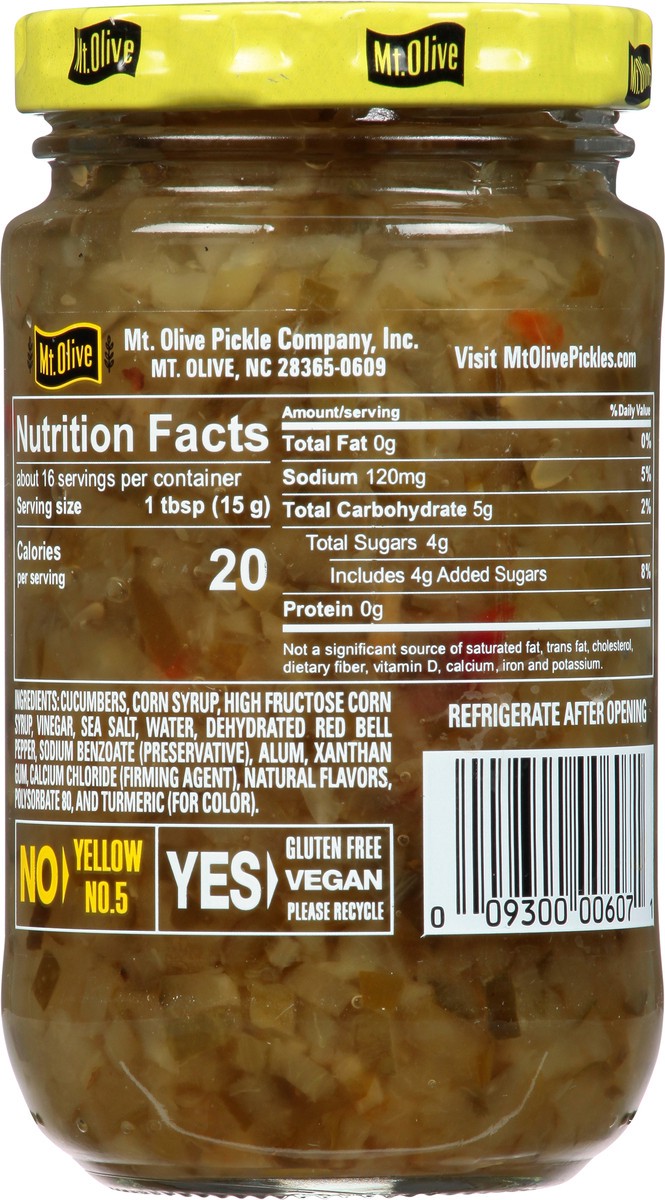 Mt.Olive
Mt.Olive
Mt.Olive
Mt. Olive Pickle Company, Inc.
MT. OLIVE, NC 28365-0609
Visit MtOlivePickles.com
Nutrition Facts
about 16 servings per container
Serving size 1 tbsp (15 g)
Calories
per serving
20
Amount/serving % Daily Value
Total Fat 0g 0%
Sodium 120mg 5%
Total Carbohydrate 5g 2%
Total Sugars 4g
Includes 4g Added Sugars 8%
Protein 0g
Not a significant source of saturated fat, trans fat, cholesterol,
dietary fiber, vitamin D, calcium, iron and potassium.
INGREDIENTS: CUCUMBERS, CORN SYRUP, HIGH FRUCTOSE CORN
SYRUP, VINEGAR, SEA SALT, WATER, DEHYDRATED RED BELL
PEPPER, SODIUM BENZOATE (PRESERVATIVE), ALUM, XANTHAN
GUM, CALCIUM CHLORIDE (FIRMING AGENT), NATURAL FLAVORS,
POLYSORBATE 80, AND TURMERIC (FOR COLOR).
REFRIGERATE AFTER OPENING
NO YELLOW
NO.5
YES GLUTEN FREE
VEGAN
PLEASE RECYCLE
0 09300 00607 1